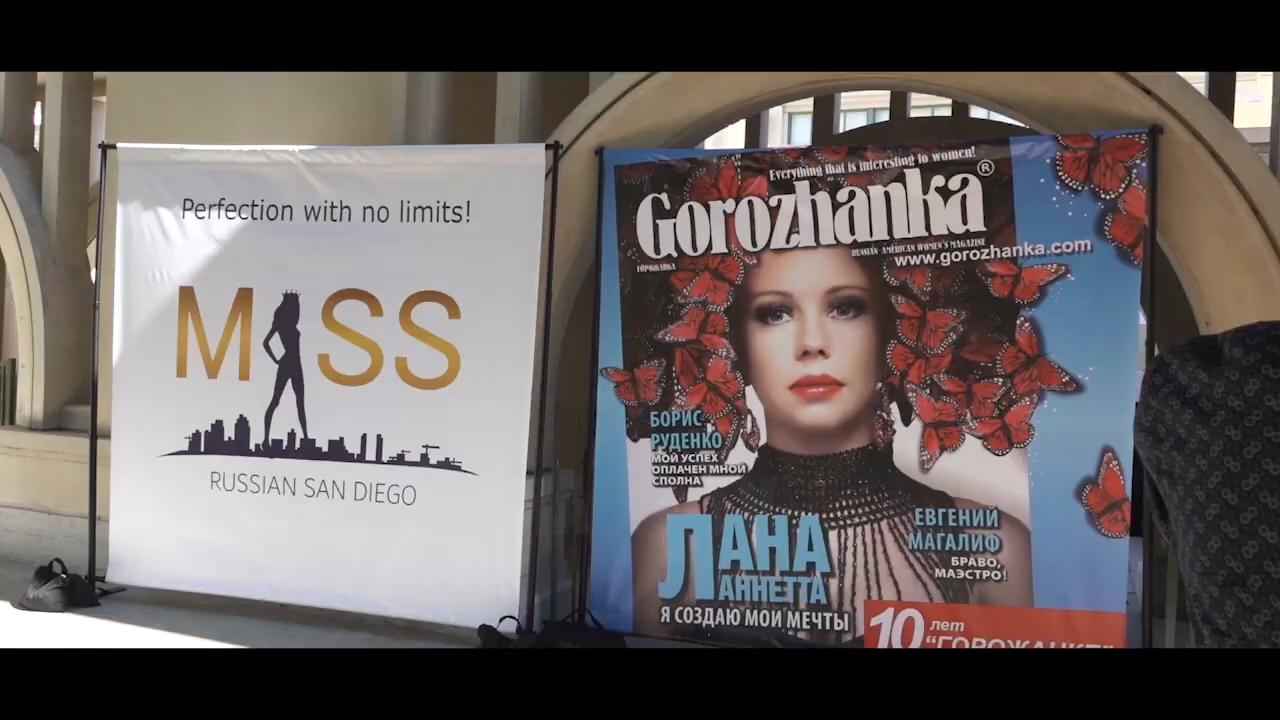 Perfection with no limits!
MISS
RUSSIAN SAN DIEGO
Everything that is interesting to women!
Gorozhanka®
ГОРОЖАНКА
RUSSIAN-AMERICAN WOMEN'S MAGAZINE
www.gorozhanka.com
БОРИС
РУДЕНКО
МОЙ УСПЕХ
ОПЛАЧЕН МНОЙ
СПОЛНА
ЛАНА
ЛАННЕТТА
Я СОЗДАЮ МОИ МЕЧТЫ
ЕВГЕНИЙ
МАГАЛИФ
БРАВО,
МАЭСТРО!
10 лет
"ГОРОЖАНКЕ"